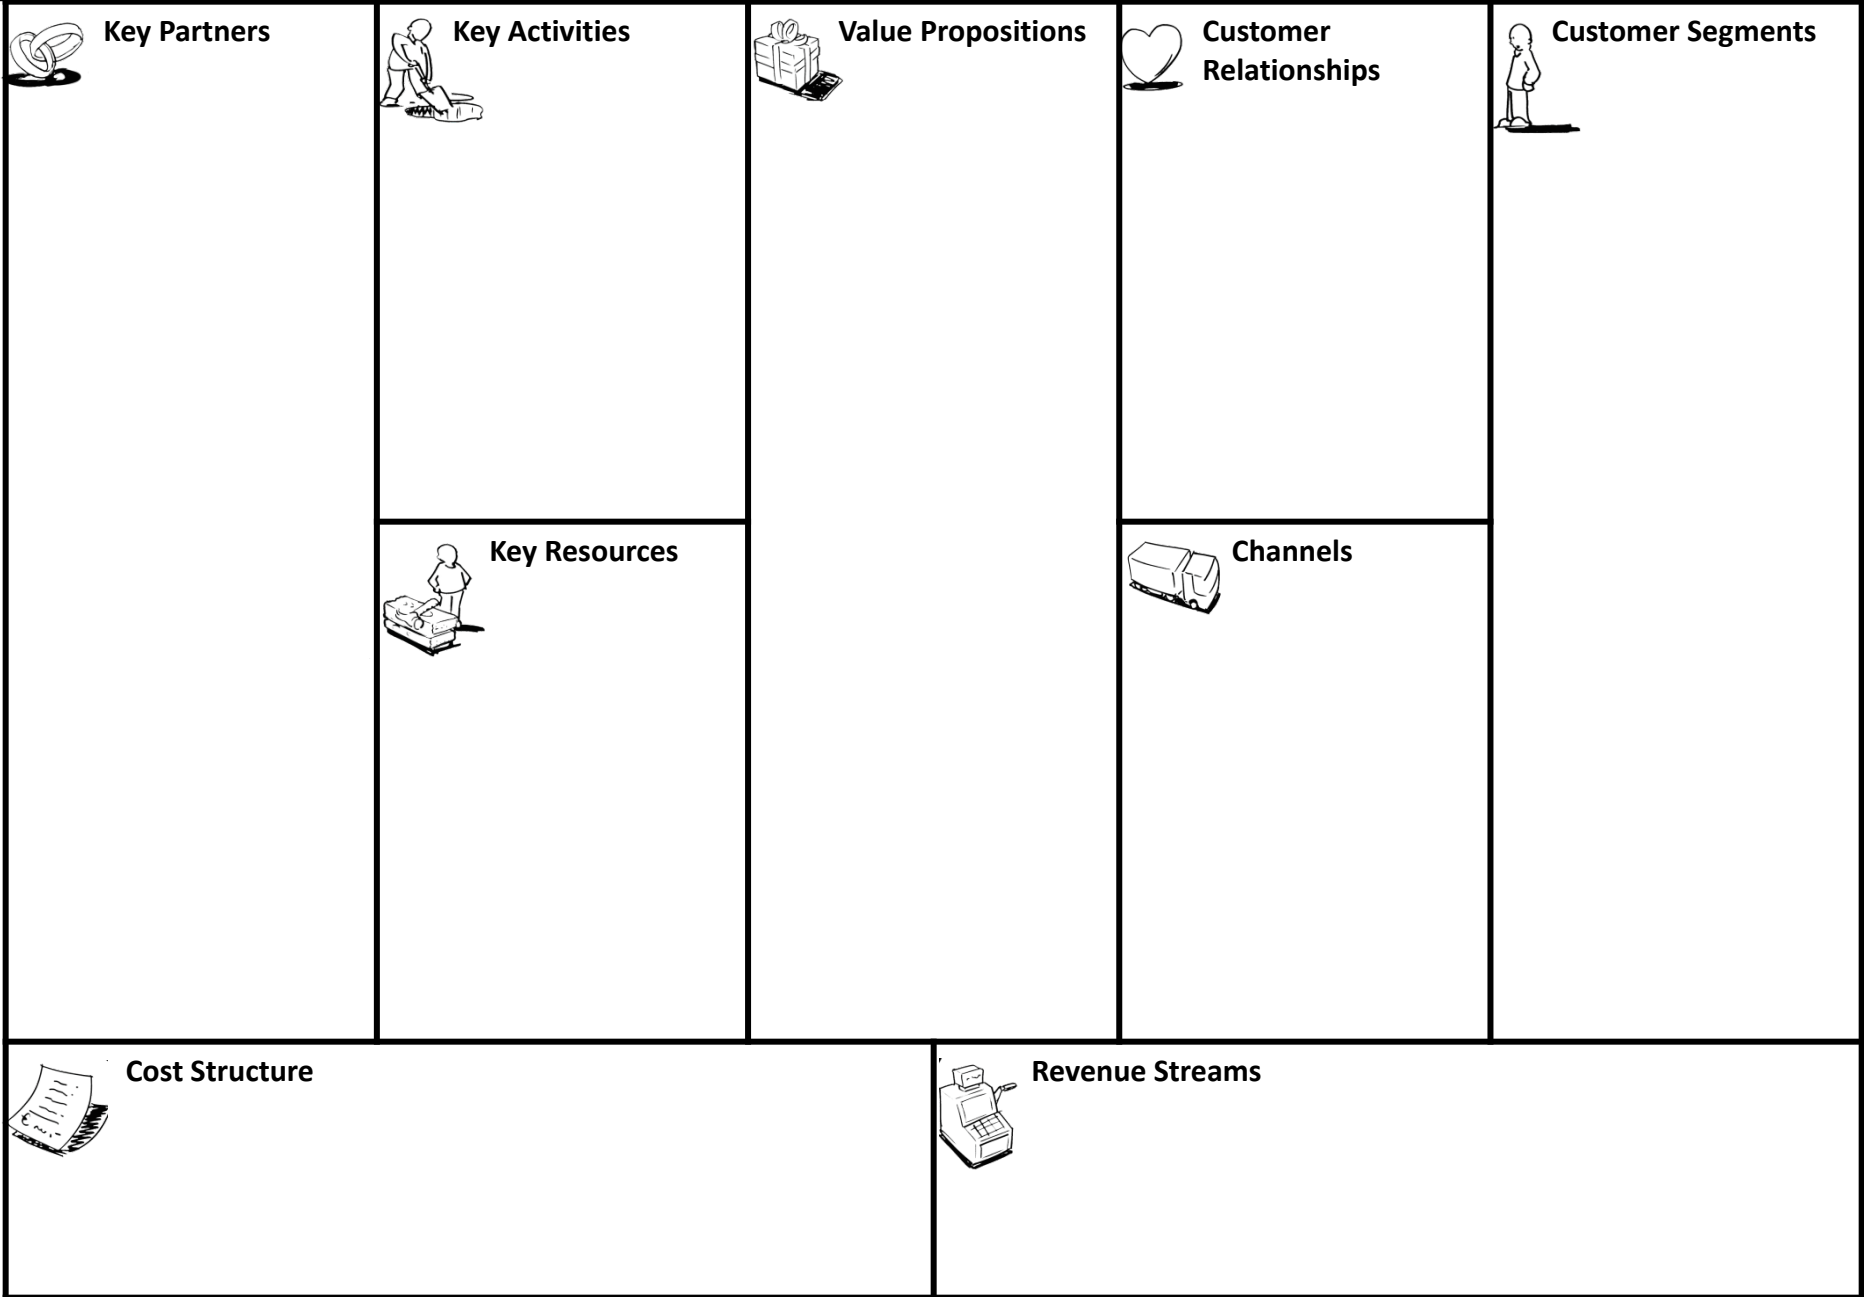 Key Partners
Key Activities
Value Propositions
Customer
Relationships
Customer Segments
Key Resources
Channels
Cost Structure
Revenue Streams